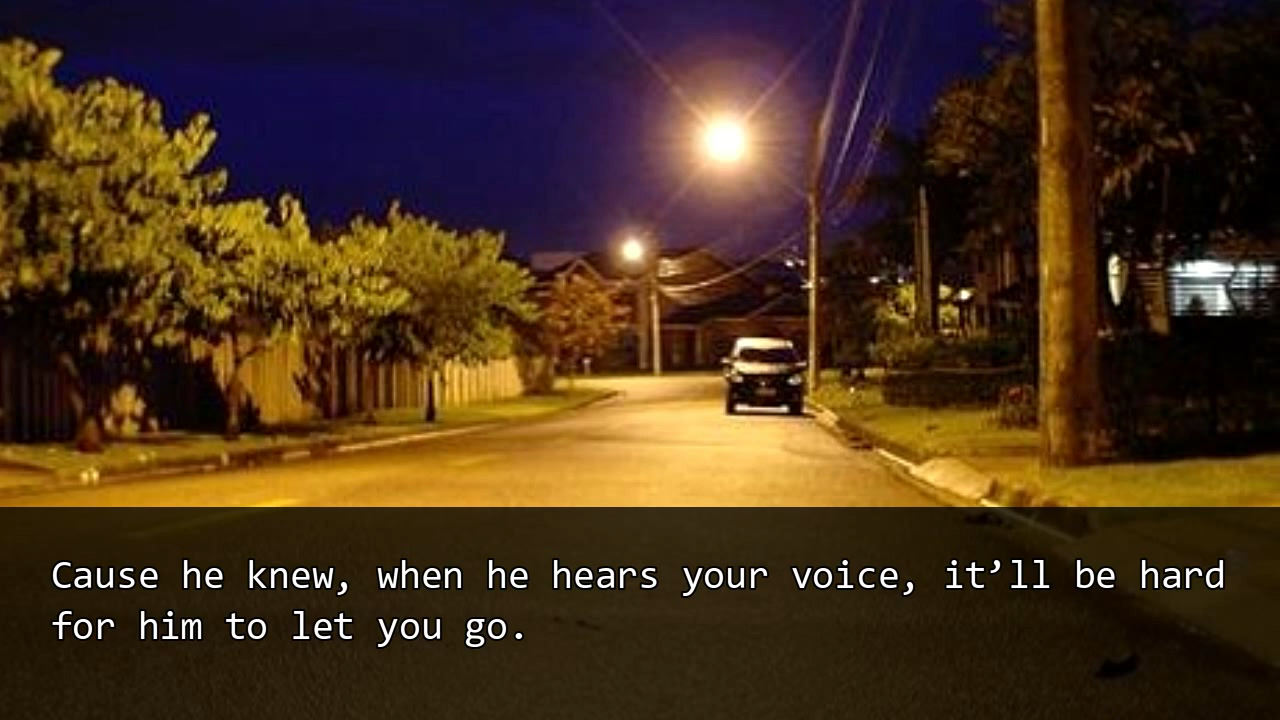 Cause he knew, when he hears your voice, it’ll be hard
for him to let you go.